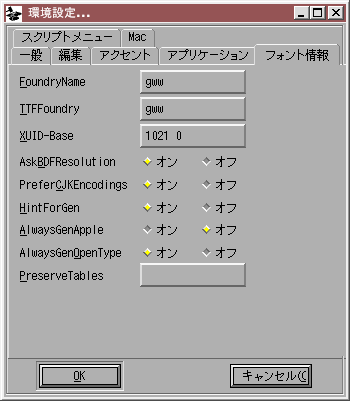 環境設定...
スクリプトメニュー Mac
一般 編集 アクセント アプリケーション フォント情報
FoundryName gww
TTFFoundry gww
XUID-Base 1021 0
AskBDFResolution オン オフ
PreferCJKEncodings オン オフ
HintForGen オン オフ
AlwaysGenApple オン オフ
AlwaysGenOpenType オン オフ
PreserveTables
OK キャンセル(C